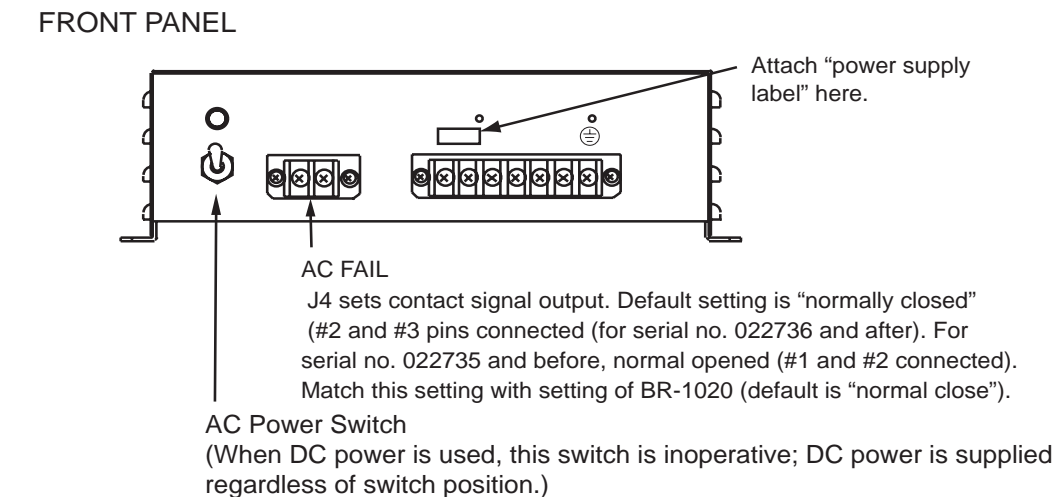 FRONT PANEL
Attach “power supply
label” here.
AC FAIL
J4 sets contact signal output. Default setting is “normally closed”
(#2 and #3 pins connected (for serial no. 022736 and after). For
serial no. 022735 and before, normal opened (#1 and #2 connected).
Match this setting with setting of BR-1020 (default is “normal close”).
AC Power Switch
(When DC power is used, this switch is inoperative; DC power is supplied
regardless of switch position.)